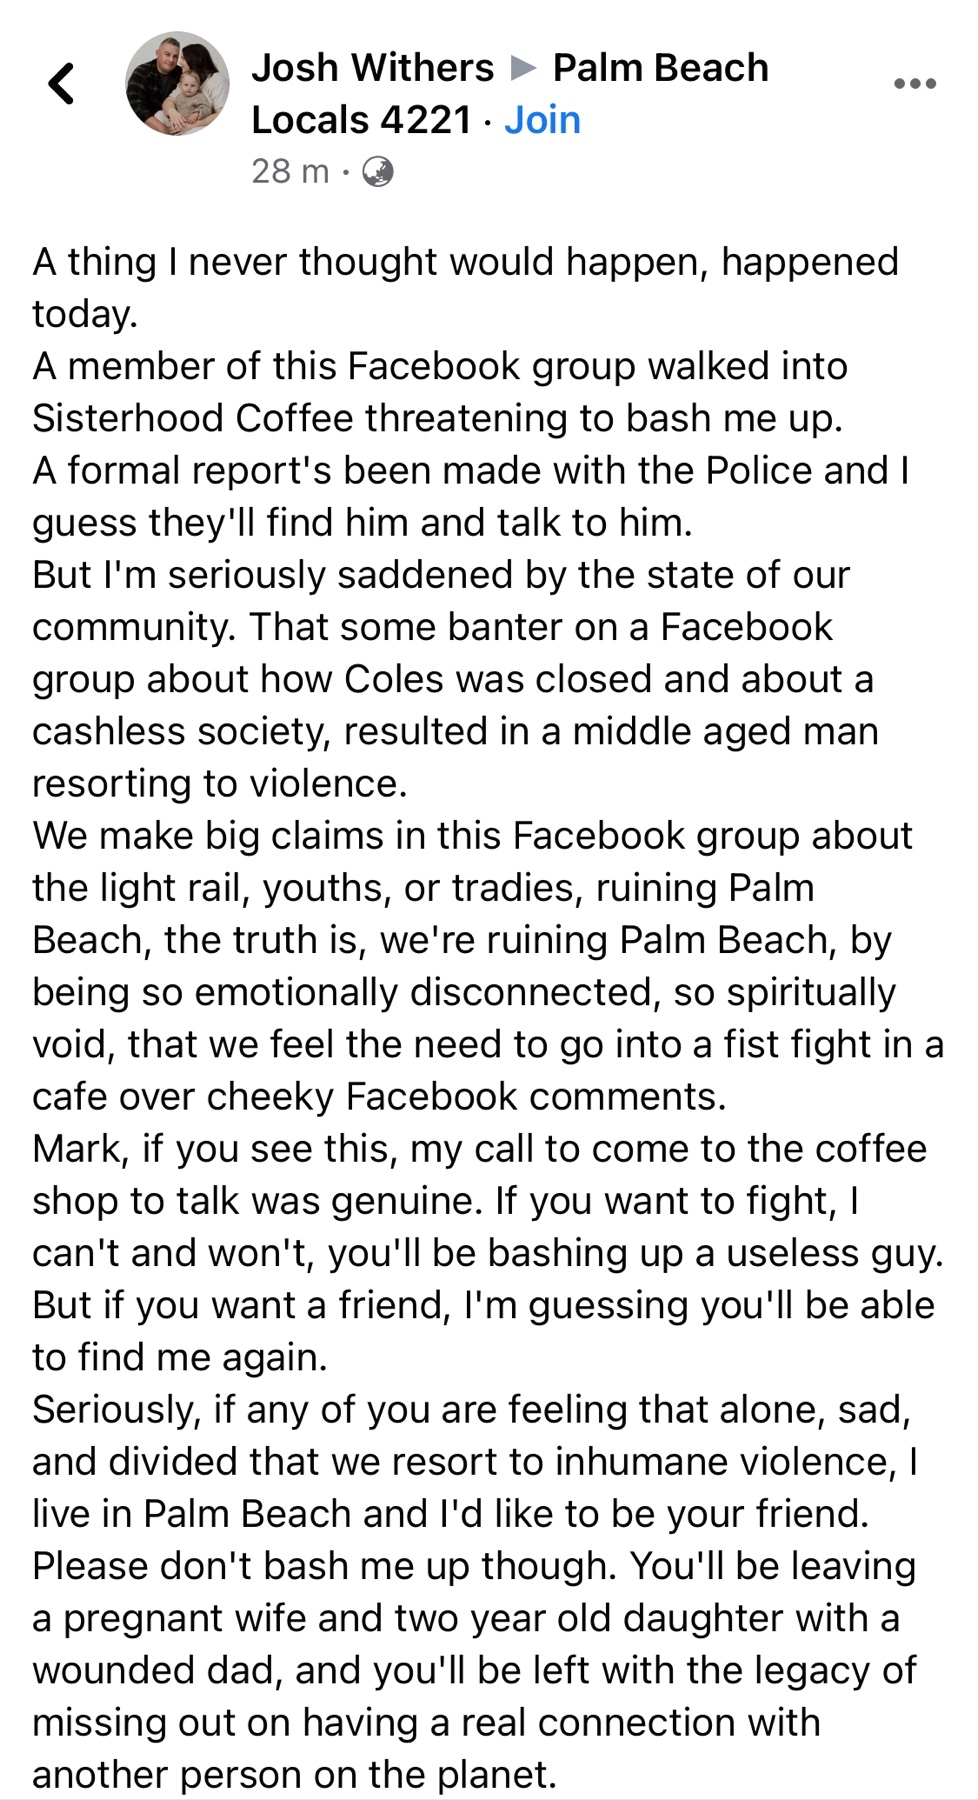 Josh Withers ▶ Palm Beach
Locals 4221 · Join
28 m ·
A thing I never thought would happen, happened
today.
A member of this Facebook group walked into
Sisterhood Coffee threatening to bash me up.
A formal report's been made with the Police and I
guess they'll find him and talk to him.
But I'm seriously saddened by the state of our
community. That some banter on a Facebook
group about how Coles was closed and about a
cashless society, resulted in a middle aged man
resorting to violence.
We make big claims in this Facebook group about
the light rail, youths, or tradies, ruining Palm
Beach, the truth is, we're ruining Palm Beach, by
being so emotionally disconnected, so spiritually
void, that we feel the need to go into a fist fight in a
cafe over cheeky Facebook comments.
Mark, if you see this, my call to come to the coffee
shop to talk was genuine. If you want to fight, I
can't and won't, you'll be bashing up a useless guy.
But if you want a friend, I'm guessing you'll be able
to find me again.
Seriously, if any of you are feeling that alone, sad,
and divided that we resort to inhumane violence, I
live in Palm Beach and I'd like to be your friend.
Please don't bash me up though. You'll be leaving
a pregnant wife and two year old daughter with a
wounded dad, and you'll be left with the legacy of
missing out on having a real connection with
another person on the planet.